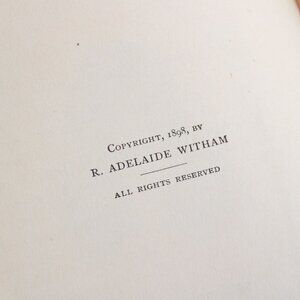 COPYRIGHT, 1898, BY
R. ADELAIDE WITHAM
ALL RIGHTS RESERVED